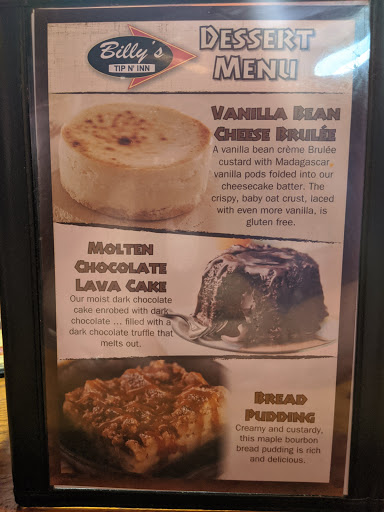 Billy's
TIP N' INN
DESSERT
MENU
VANILLA BEAN
CHEESE BRULÉE
A vanilla bean crème Brulée
custard with Madagascar
vanilla pods folded into our
cheesecake batter. The
crispy, baby oat crust, laced
with even more vanilla, is
gluten free.
MOLTEN
CHOCOLATE
LAVA CAKE
Our moist dark chocolate
cake enrobed with dark
chocolate ... filled with a
dark chocolate truffle that
melts out.
BREAD
PUDDING
Creamy and custardy,
this maple bourbon
bread pudding is rich
and delicious.